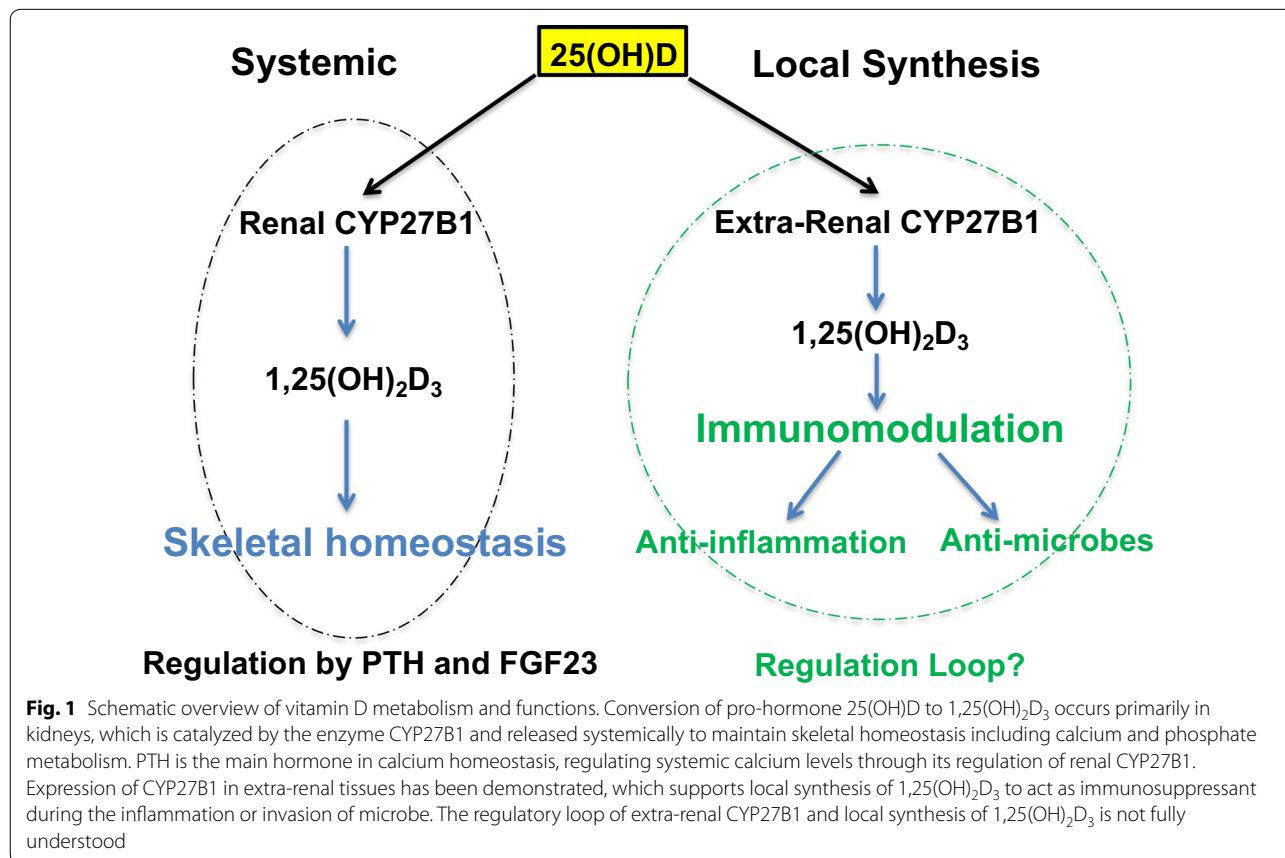 Systemic
25(OH)D
Local Synthesis
Renal CYP27B1
1,25(OH)₂D₃
Skeletal homeostasis
Regulation by PTH and FGF23
Extra-Renal CYP27B1
1,25(OH)₂D₃
Immunomodulation
Anti-inflammation
Anti-microbes
Regulation Loop?
Fig. 1 Schematic overview of vitamin D metabolism and functions. Conversion of pro-hormone 25(OH)D to 1,25(OH)₂D₃ occurs primarily in
kidneys, which is catalyzed by the enzyme CYP27B1 and released systemically to maintain skeletal homeostasis including calcium and phosphate
metabolism. PTH is the main hormone in calcium homeostasis, regulating systemic calcium levels through its regulation of renal CYP27B1.
Expression of CYP27B1 in extra-renal tissues has been demonstrated, which supports local synthesis of 1,25(OH)₂D₃ to act as immunosuppressant
during the inflammation or invasion of microbe. The regulatory loop of extra-renal CYP27B1 and local synthesis of 1,25(OH)₂D₃ is not fully
understood